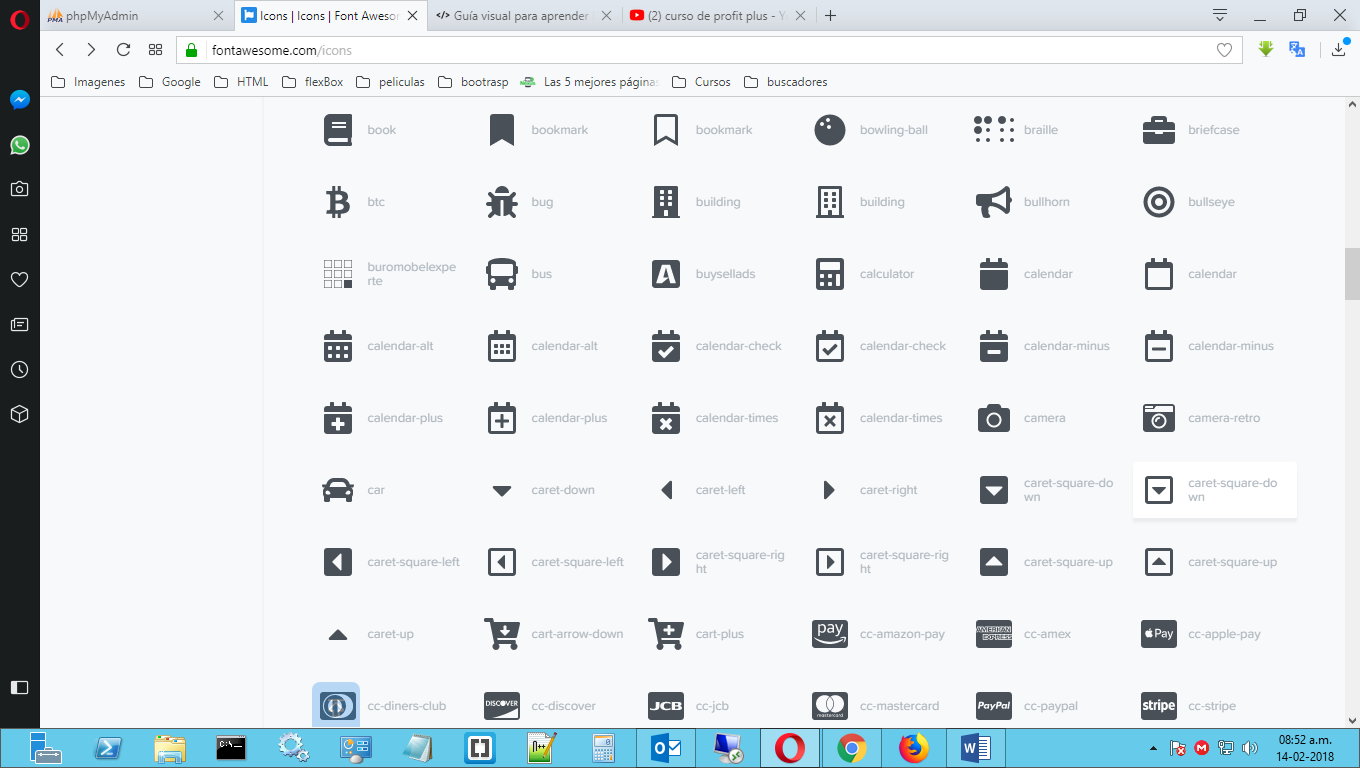 phpMyAdmin
Icons | Icons | Font Aweso
Guía visual para aprender
(2) curso de profit plus - Y
fontawesome.com/icons
Imagenes
Google
HTML
flexBox
peliculas
bootrasp
Las 5 mejores página
Cursos
buscadores
book
bookmark
bookmark
bowling-ball
braille
briefcase
btc
bug
building
building
bullhorn
bullseye
buromobelexpe
rte
bus
buysellads
calculator
calendar
calendar
calendar-alt
calendar-alt
calendar-check
calendar-check
calendar-minus
calendar-minus
calendar-plus
calendar-plus
calendar-times
calendar-times
camera
camera-retro
car
caret-down
caret-left
caret-right
caret-square-do
wn
caret-square-do
wn
caret-square-left
caret-square-left
caret-square-rig
ht
caret-square-rig
ht
caret-square-up
caret-square-up
caret-up
cart-arrow-down
cart-plus
pay
cc-amazon-pay
AMERICAN
EXPRESS
cc-amex
Pay
cc-apple-pay
cc-diners-club
DISCOVER
cc-discover
JCB
cc-jcb
mastercard
cc-mastercard
PayPal
cc-paypal
stripe
cc-stripe
08:52 a.m.
14-02-2018